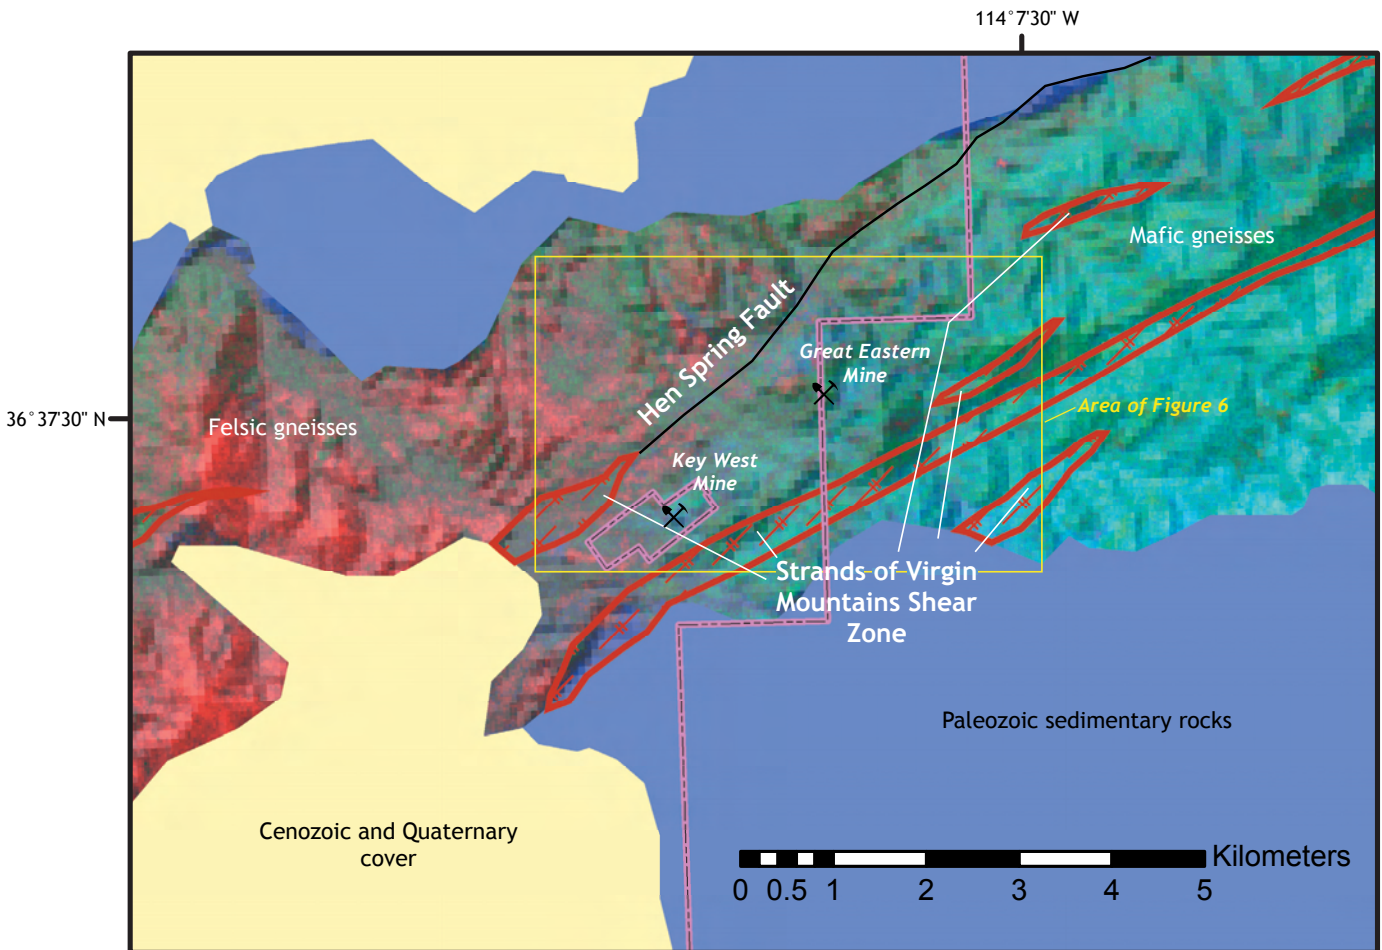 114°7'30" W
Mafic gneisses
Hen Spring Fault
Great Eastern
Mine
Area of Figure 6
36°37'30" N
Felsic gneisses
Key West
Mine
Strands of Virgin
Mountains Shear
Zone
Paleozoic sedimentary rocks
Cenozoic and Quaternary
cover
Kilometers
0 0.5 1 2 3 4 5